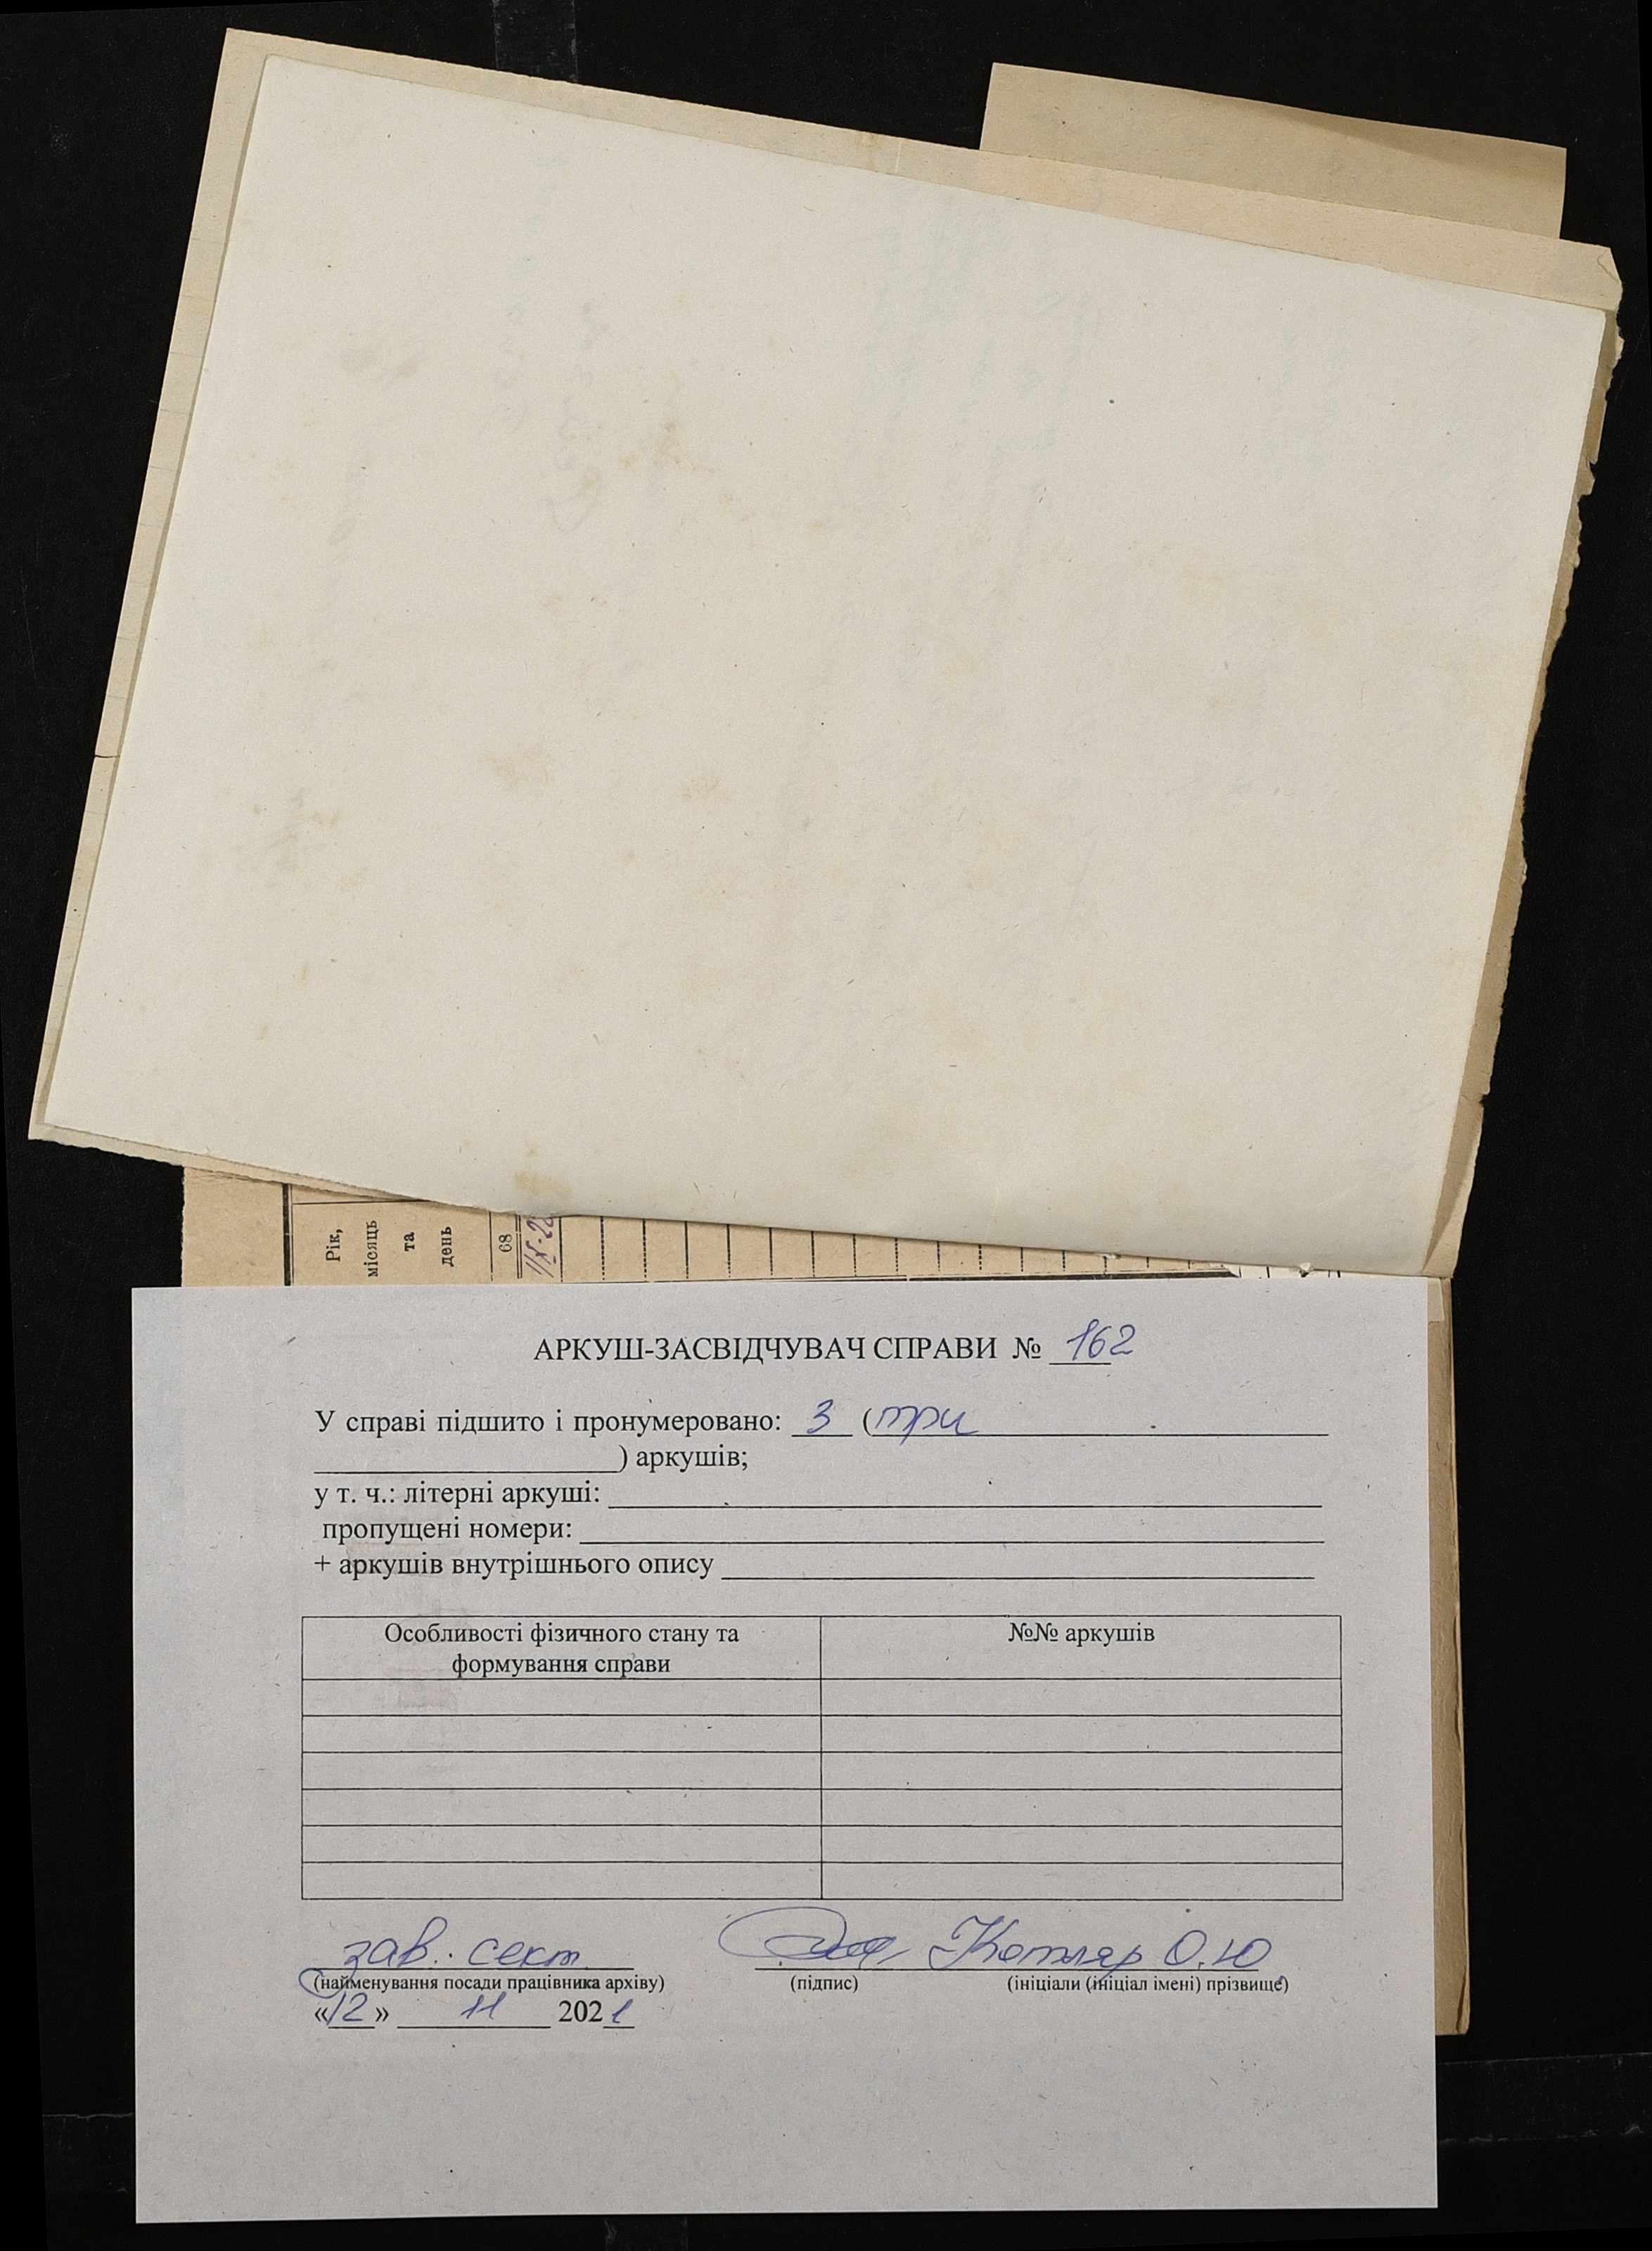 Рік,
місяць
та
день
68
АРКУШ-ЗАСВІДЧУВАЧ СПРАВИ № 162
У справі підшито і пронумеровано: 3 (три
) аркушів;
у т. ч.: літерні аркуші:
пропущені номери:
+ аркушів внутрішнього опису
Особливості фізичного стану та
формування справи
№№ аркушів
зав. сект. Котляр О.Ю.
(найменування посади працівника архіву) (підпис) (ініціали (ініціал імені) прізвище)
«12» 11 2021